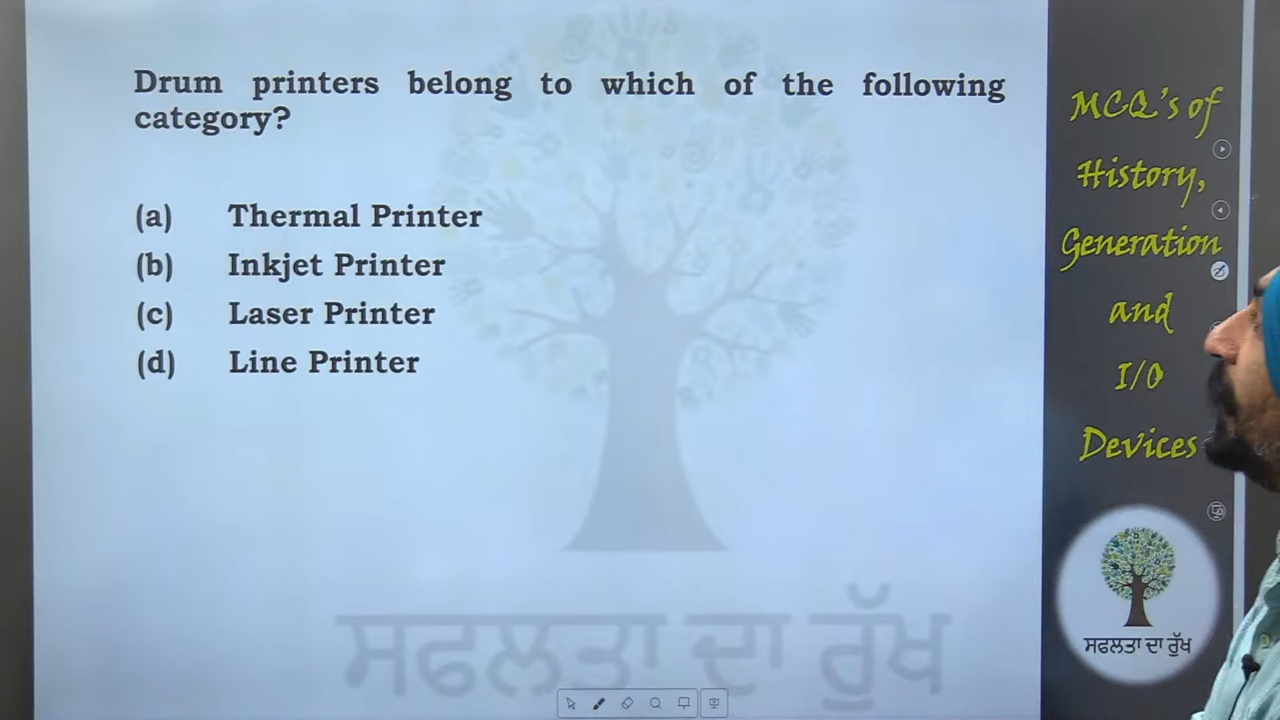 Drum printers belong to which of the following
category?
(a) Thermal Printer
(b) Inkjet Printer
(c) Laser Printer
(d) Line Printer
ਸਫਲਤਾ ਦਾ ਰੁੱਖ
MCQ's of
History,
Generation
and
I/O
Devices
ਸਫਲਤਾ ਦਾ ਰੁੱਖ